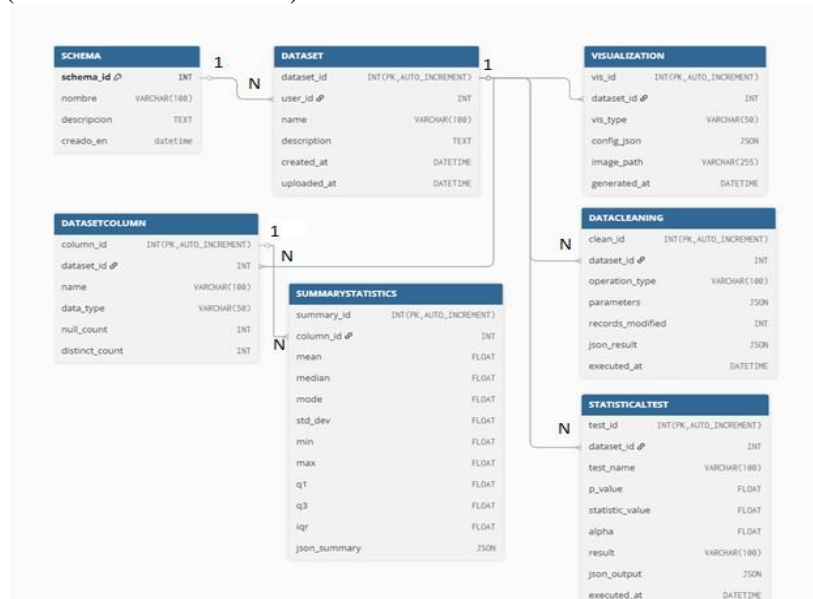 SCHEMA
schema_id INT
nombre VARCHAR(100)
descripcion TEXT
creado_en datetime
1
N
DATASET
dataset_id INT(PK,AUTO_INCREMENT)
user_id INT
name VARCHAR(100)
description TEXT
created_at DATETIME
uploaded_at DATETIME
1
VISUALIZATION
vis_id INT(PK,AUTO_INCREMENT)
dataset_id INT
vis_type VARCHAR(50)
config_json JSON
image_path VARCHAR(255)
generated_at DATETIME
DATASETCOLUMN
column_id INT(PK,AUTO_INCREMENT)
dataset_id INT
name VARCHAR(100)
data_type VARCHAR(50)
null_count INT
distinct_count INT
1
N
N
SUMMARYSTATISTICS
summary_id INT(PK,AUTO_INCREMENT)
column_id INT
mean FLOAT
median FLOAT
mode FLOAT
std_dev FLOAT
min FLOAT
max FLOAT
q1 FLOAT
q3 FLOAT
iqr FLOAT
json_summary JSON
N
DATACLEANING
clean_id INT(PK,AUTO_INCREMENT)
dataset_id INT
operation_type VARCHAR(100)
parameters JSON
records_modified INT
json_result JSON
executed_at DATETIME
N
STATISTICALTEST
test_id INT(PK,AUTO_INCREMENT)
dataset_id INT
test_name VARCHAR(100)
p_value FLOAT
statistic_value FLOAT
alpha FLOAT
result VARCHAR(100)
json_output JSON
executed_at DATETIME